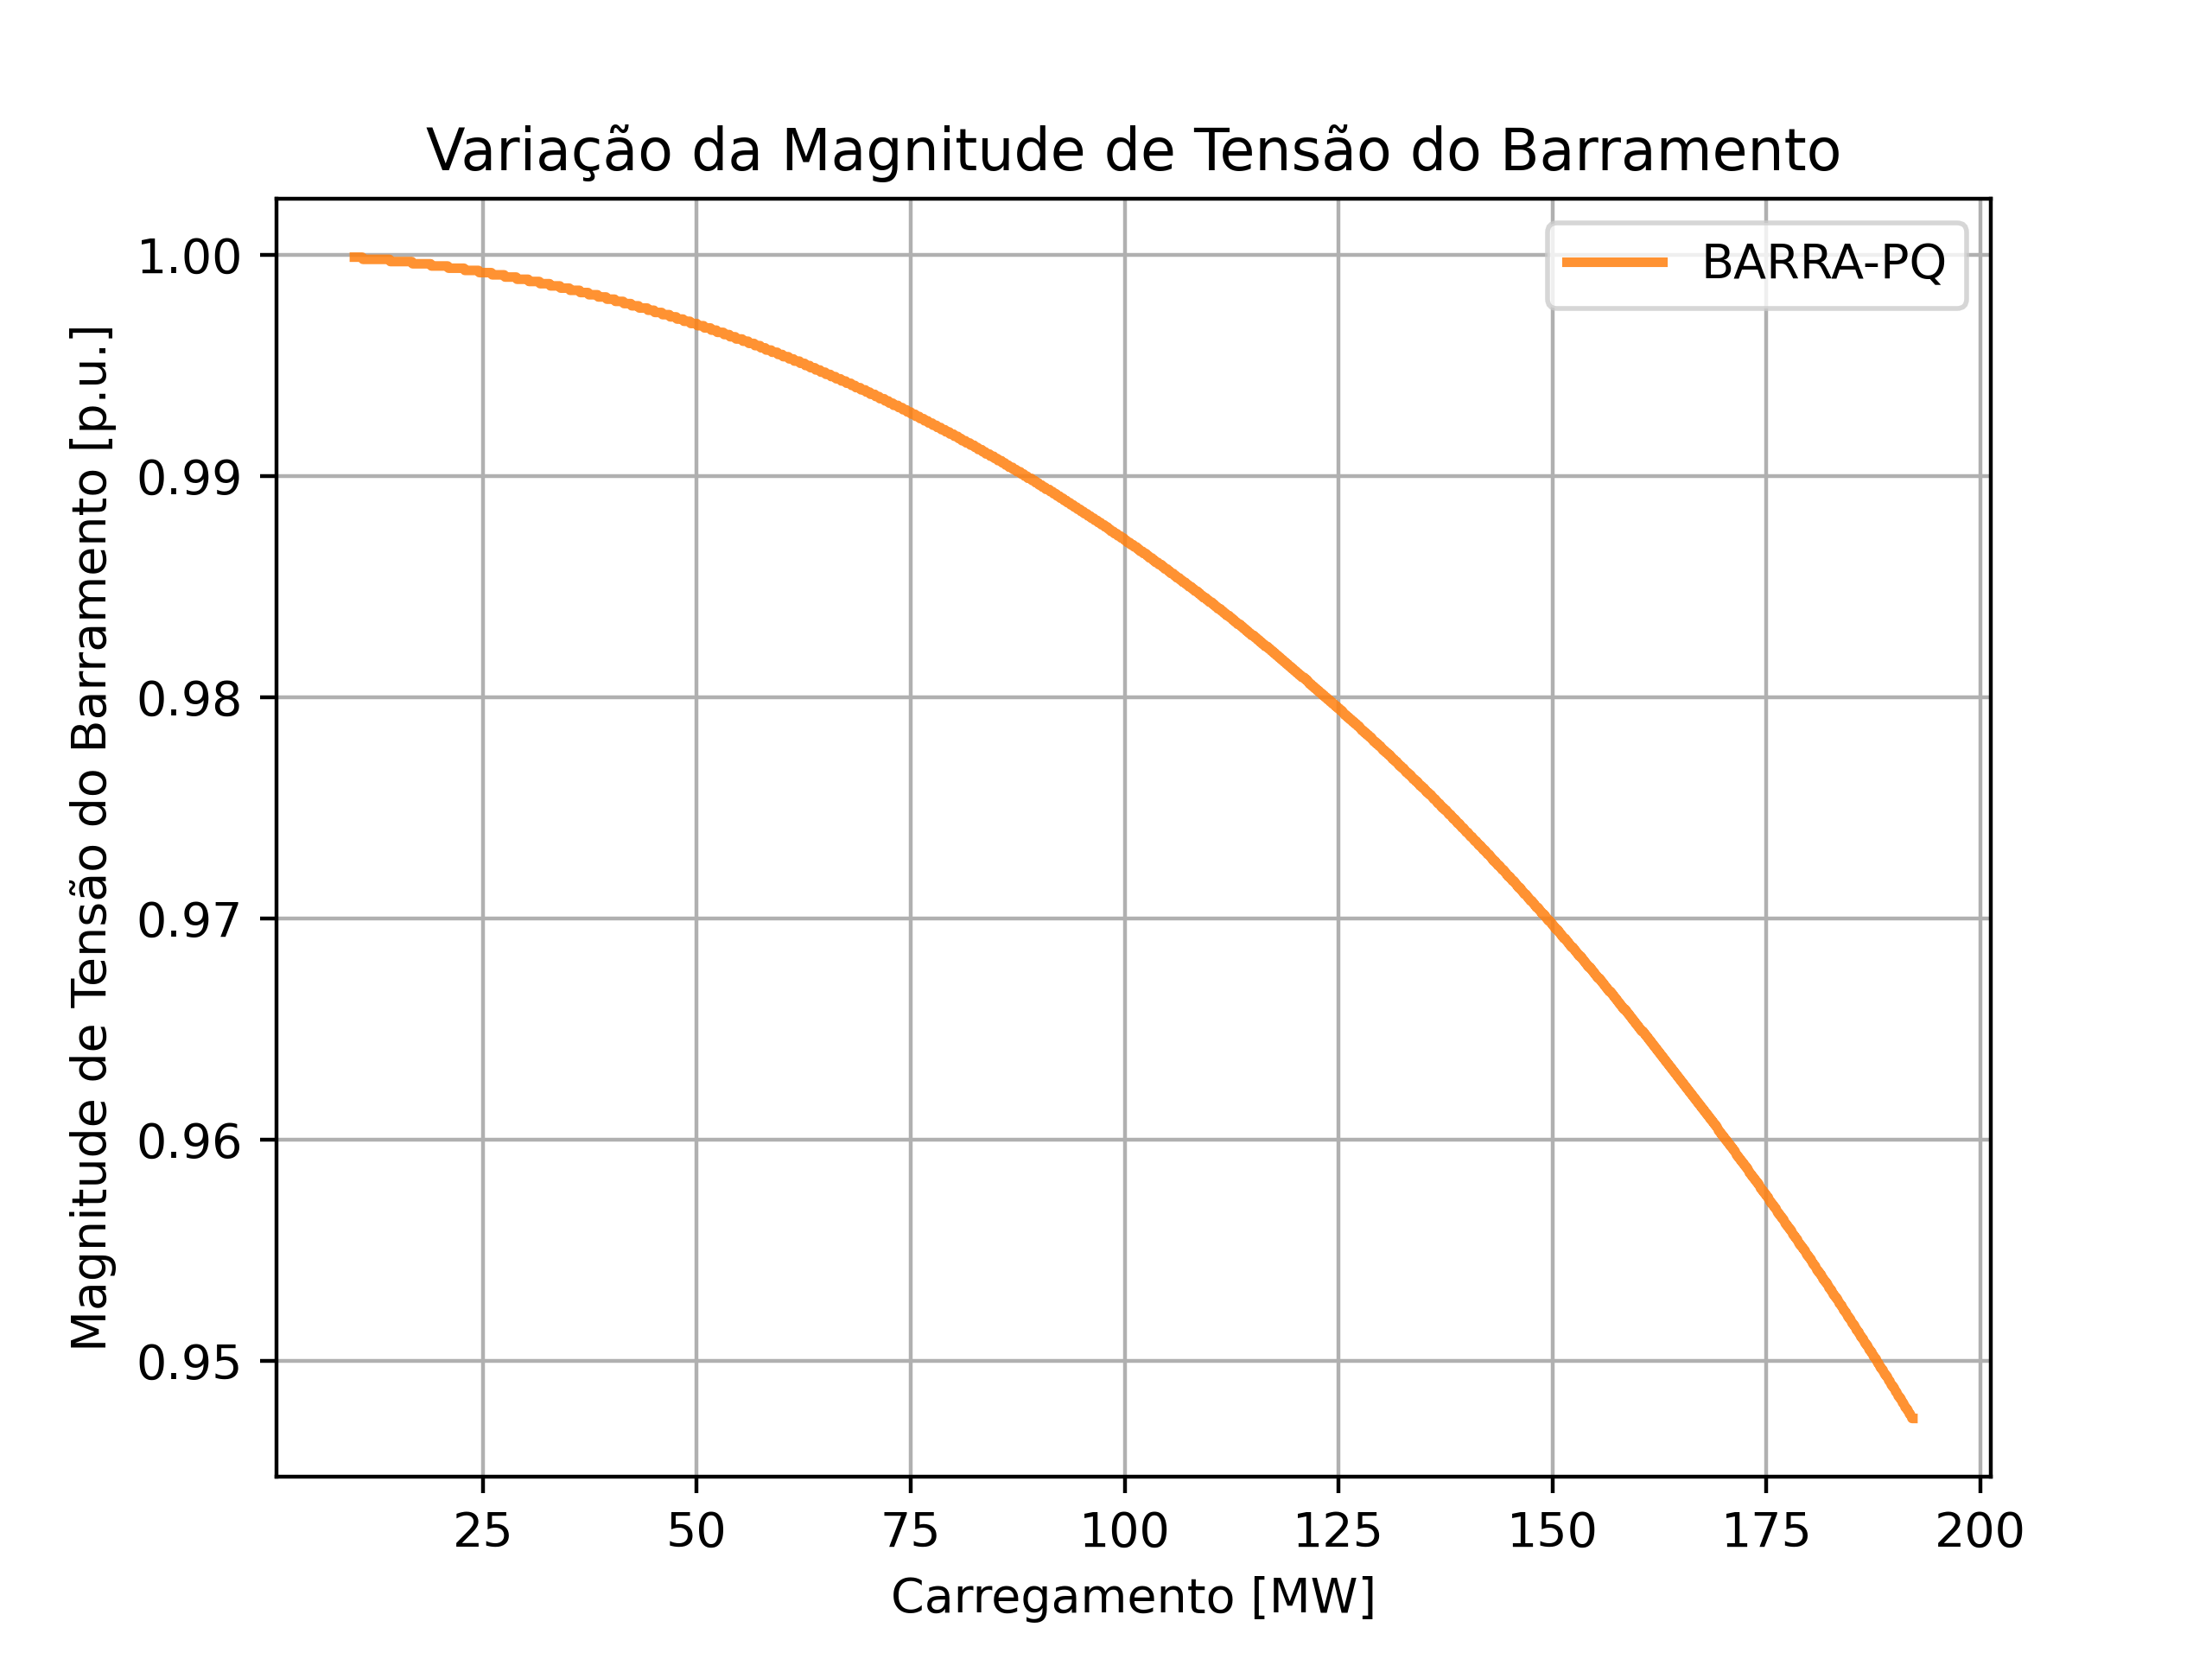 Variação da Magnitude de Tensão do Barramento
BARRA-PQ
Magnitude de Tensão do Barramento [p.u.]
1.00
0.99
0.98
0.97
0.96
0.95
25 50 75 100 125 150 175 200
Carregamento [MW]